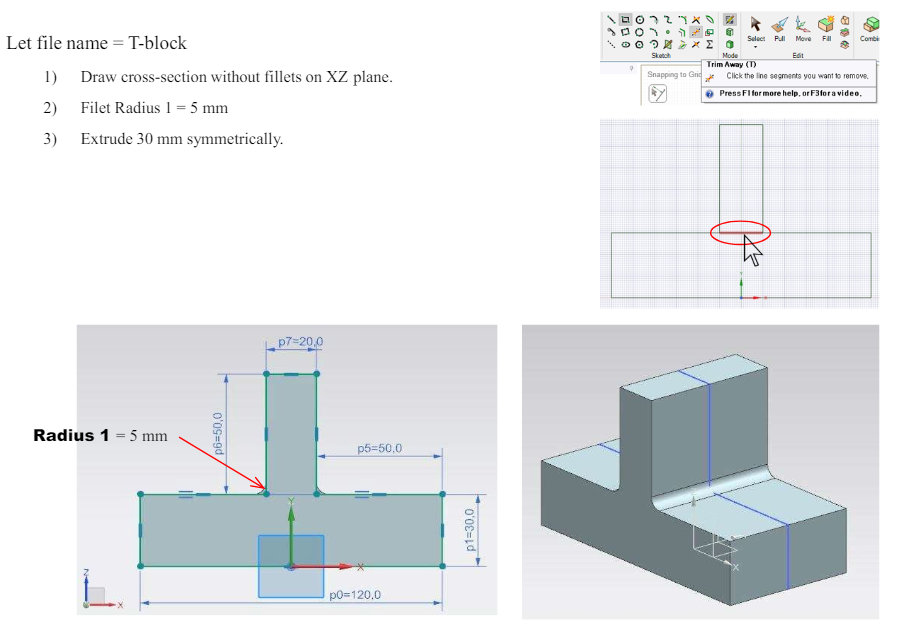 Let file name = T-block
1) Draw cross-section without fillets on XZ plane.
2) Filet Radius 1 = 5 mm
3) Extrude 30 mm symmetrically.
Select Pull Move Fill Combi
Sketch Mode Edit
Trim Away (T)
Click the line segments you want to remove.
Press F1 for more help, or F3 for a video.
Snapping to Grid
p7=20,0
p6=50,0
p5=50,0
Radius 1 = 5 mm
Y
p1=30,0
X
p0=120,0
Z
X
X